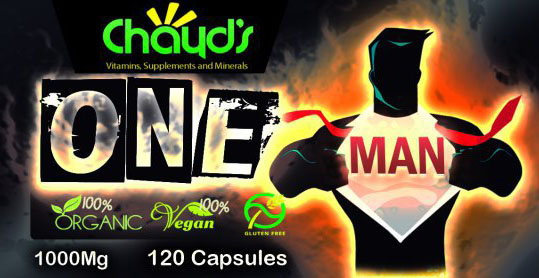 Chayd's
Vitamins, Supplements and Minerals
ONE
MAN
100%
ORGANIC
100%
Vegan
GLUTEN FREE
1000Mg
120 Capsules